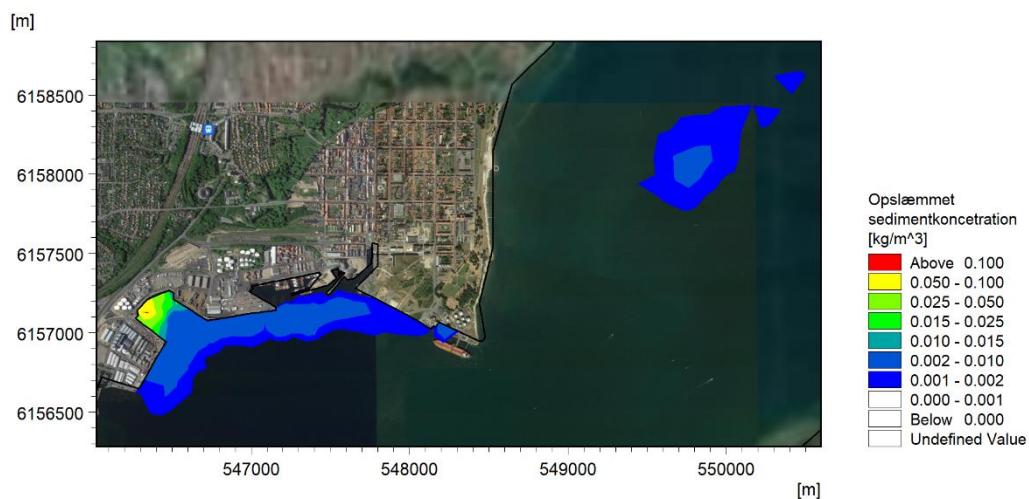 [m]
6158500
6158000
6157500
6157000
6156500
547000
548000
549000
550000
[m]
Opslæmmet
sedimentkoncetration
[kg/m^3]
Above 0.100
0.050 - 0.100
0.025 - 0.050
0.015 - 0.025
0.010 - 0.015
0.002 - 0.010
0.001 - 0.002
0.000 - 0.001
Below 0.000
Undefined Value